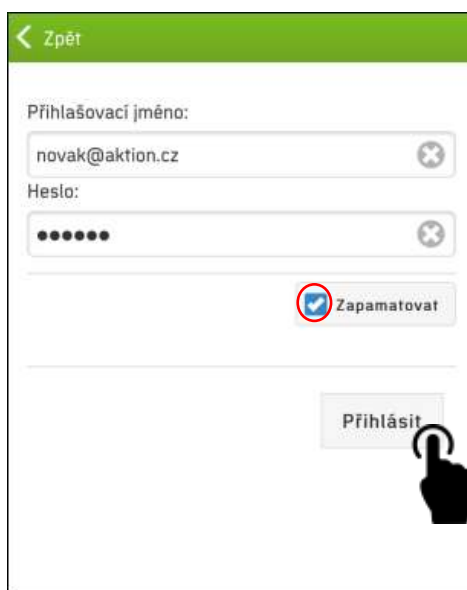 Zpět
Přihlašovací jméno:
novak@aktion.cz
Heslo:
●●●●●●
Zapamatovat
Přihlásit